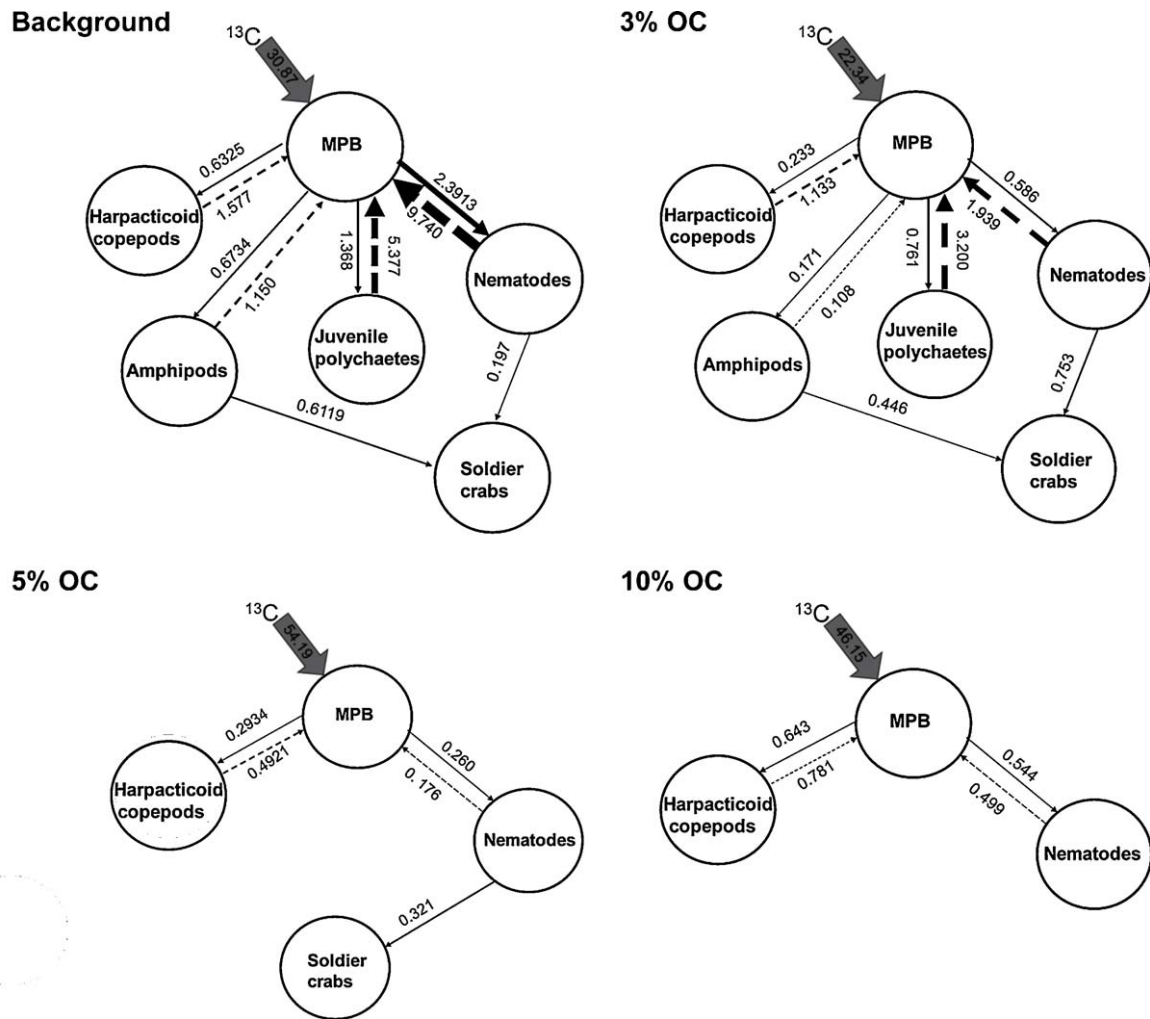 Background
¹³C
30.87
MPB
0.6325
1.577
2.3913
9.740
Harpacticoid
copepods
0.6734
1.150
1.368
5.377
Nematodes
Amphipods
Juvenile
polychaetes
0.197
0.6119
Soldier
crabs
3% OC
¹³C
22.34
MPB
0.233
1.133
0.586
1.939
Harpacticoid
copepods
0.171
0.108
0.761
3.200
Nematodes
Amphipods
Juvenile
polychaetes
0.753
0.446
Soldier
crabs
5% OC
¹³C
54.19
MPB
0.2934
0.4921
0.260
0. 176
Harpacticoid
copepods
Nematodes
0.321
Soldier
crabs
10% OC
¹³C
46.15
MPB
0.643
0.781
0.544
0.499
Harpacticoid
copepods
Nematodes